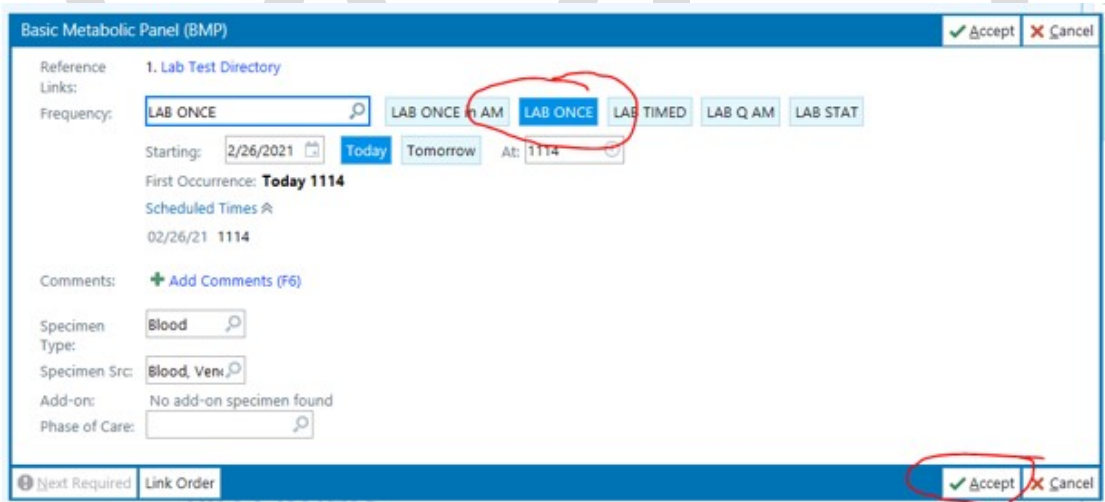 Basic Metabolic Panel (BMP) Accept Cancel
Reference Links: 1. Lab Test Directory
Frequency: LAB ONCE LAB ONCE in AM LAB ONCE LAB TIMED LAB Q AM LAB STAT
Starting: 2/26/2021 Today Tomorrow At: 1114
First Occurrence: Today 1114
Scheduled Times
02/26/21 1114
Comments: Add Comments (F6)
Specimen Type: Blood
Specimen Src: Blood, Ven
Add-on: No add-on specimen found
Phase of Care:
Next Required Link Order Accept Cancel